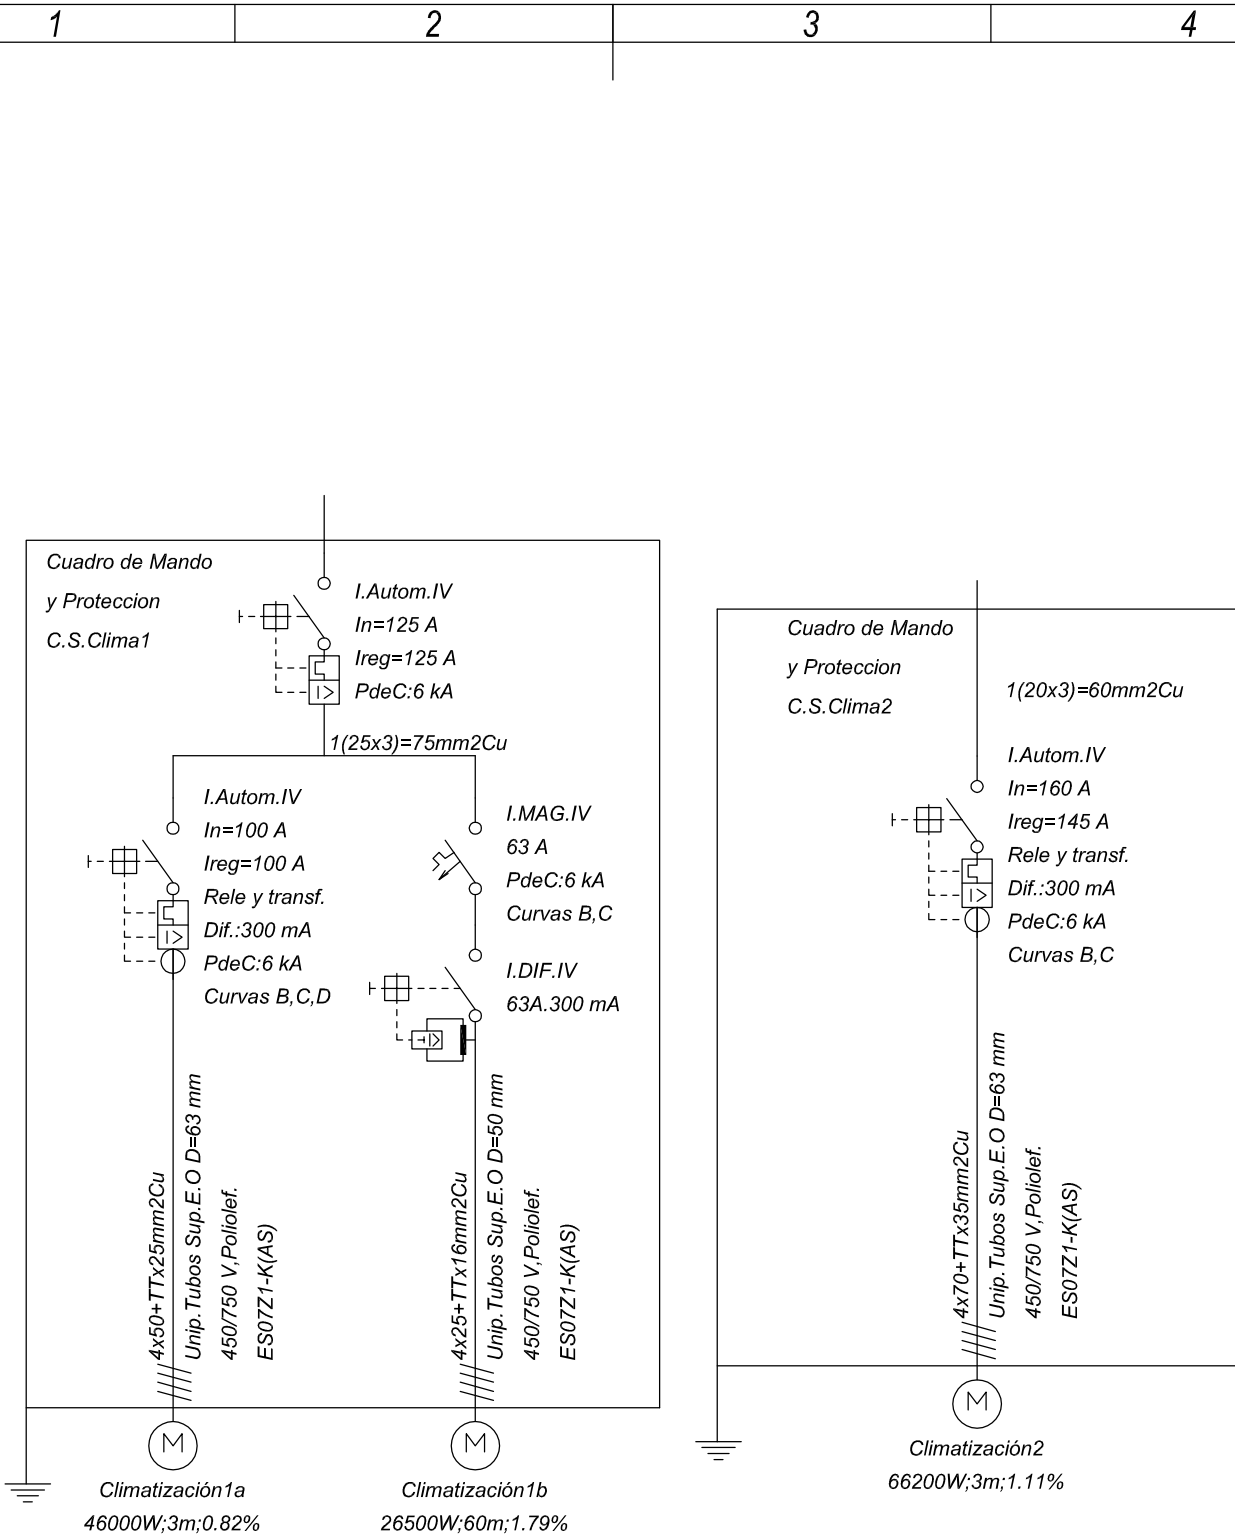 1
2
3
4
Cuadro de Mando
y Proteccion
C.S.Clima1
I.Autom.IV
In=125 A
Ireg=125 A
PdeC:6 kA
1(25x3)=75mm2Cu
I.Autom.IV
In=100 A
Ireg=100 A
Rele y transf.
Dif.:300 mA
PdeC:6 kA
Curvas B,C,D
I.MAG.IV
63 A
PdeC:6 kA
Curvas B,C
I.DIF.IV
63A.300 mA
4x50+TTx25mm2Cu
Unip.Tubos Sup.E.O D=63 mm
450/750 V,Poliolef.
ES07Z1-K(AS)
4x25+TTx16mm2Cu
Unip.Tubos Sup.E.O D=50 mm
450/750 V,Poliolef.
ES07Z1-K(AS)
M
M
Climatización1a
46000W;3m;0.82%
Climatización1b
26500W;60m;1.79%
Cuadro de Mando
y Proteccion
C.S.Clima2
1(20x3)=60mm2Cu
I.Autom.IV
In=160 A
Ireg=145 A
Rele y transf.
Dif.:300 mA
PdeC:6 kA
Curvas B,C
4x70+TTx35mm2Cu
Unip.Tubos Sup.E.O D=63 mm
450/750 V,Poliolef.
ES07Z1-K(AS)
M
Climatización2
66200W;3m;1.11%